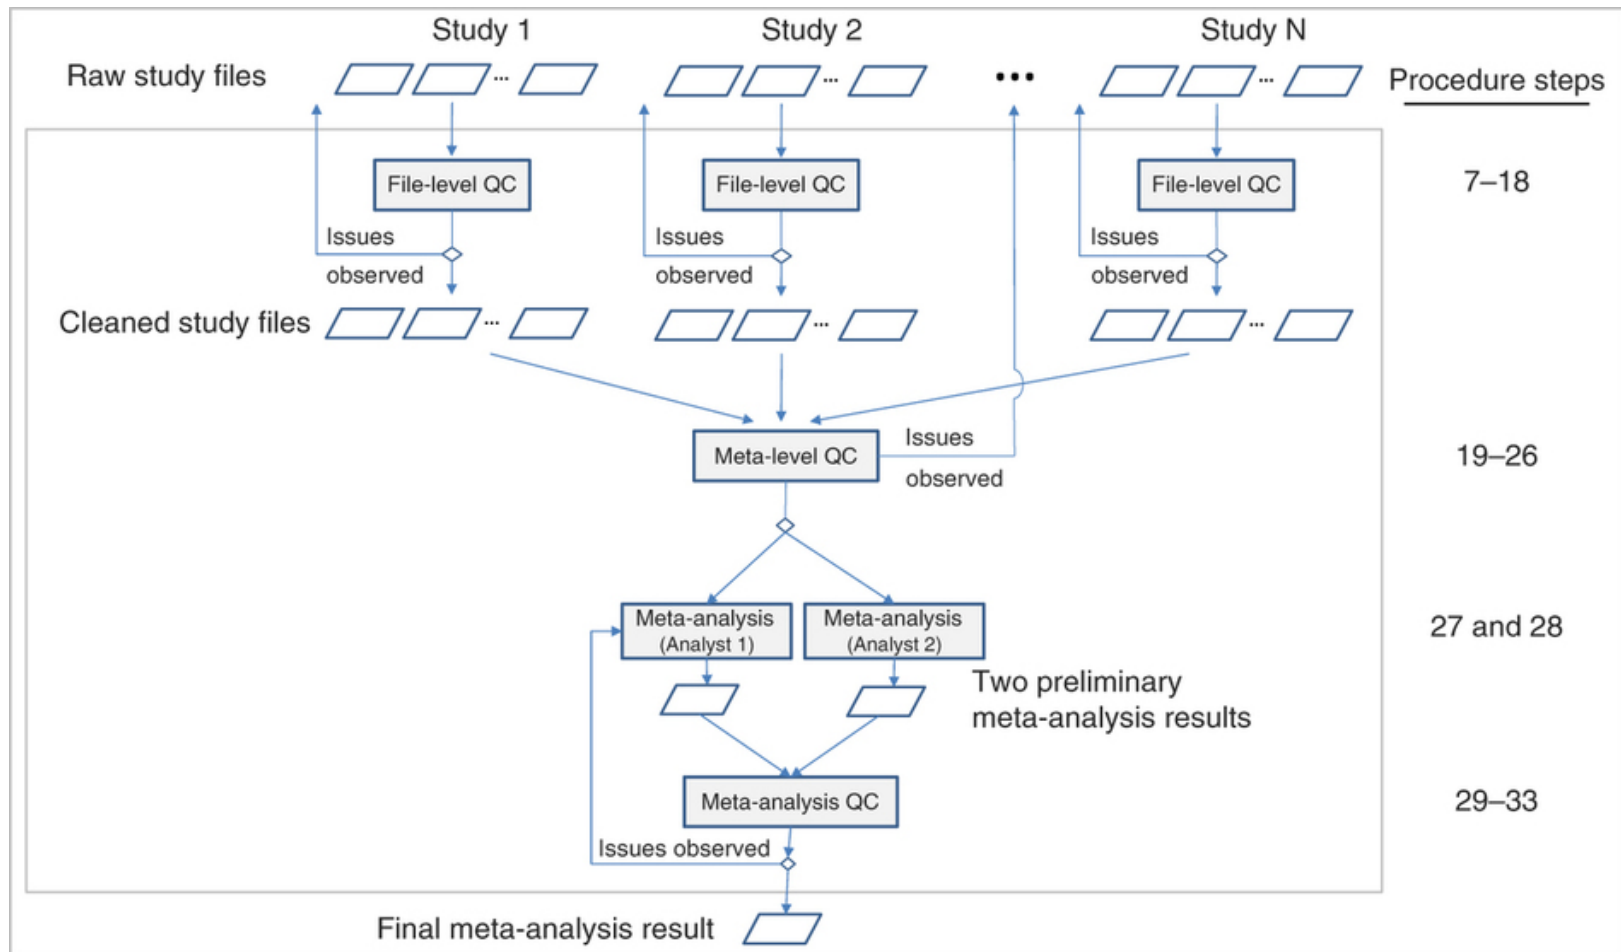 Study 1
Study 2
Study N
Raw study files
...
...
...
...
Procedure steps
File-level QC
File-level QC
File-level QC
7–18
Issues
observed
Issues
observed
Issues
observed
Cleaned study files
...
...
...
Meta-level QC
Issues
observed
19–26
Meta-analysis
(Analyst 1)
Meta-analysis
(Analyst 2)
27 and 28
Two preliminary
meta-analysis results
Meta-analysis QC
29–33
Issues observed
Final meta-analysis result